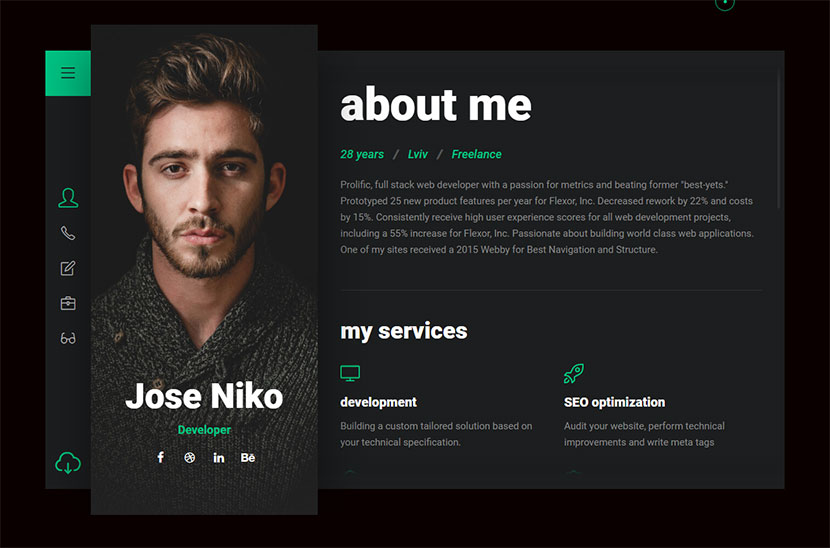 about me
28 years / Lviv / Freelance
Prolific, full stack web developer with a passion for metrics and beating former "best-yets."
Prototyped 25 new product features per year for Flexor, Inc. Decreased rework by 22% and costs
by 15%. Consistently receive high user experience scores for all web development projects,
including a 55% increase for Flexor, Inc. Passionate about building world class web applications.
One of my sites received a 2015 Webby for Best Navigation and Structure.
my services
development
Building a custom tailored solution based on
your technical specification.
SEO optimization
Audit your website, perform technical
improvements and write meta tags
Jose Niko
Developer